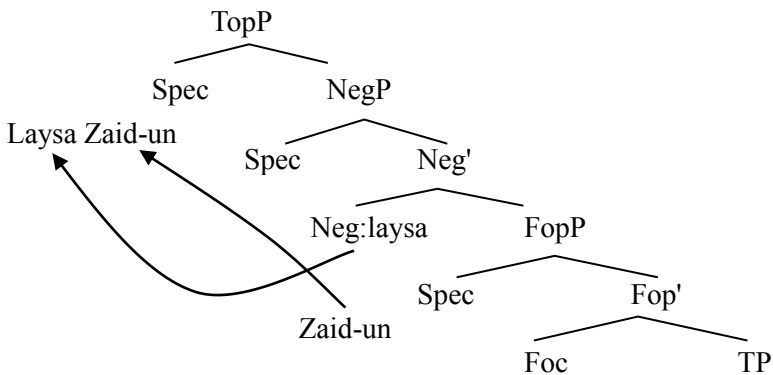 TopP
Spec NegP
Laysa Zaid-un
Spec Neg'
Neg:laysa FopP
Spec Fop'
Zaid-un
Foc TP